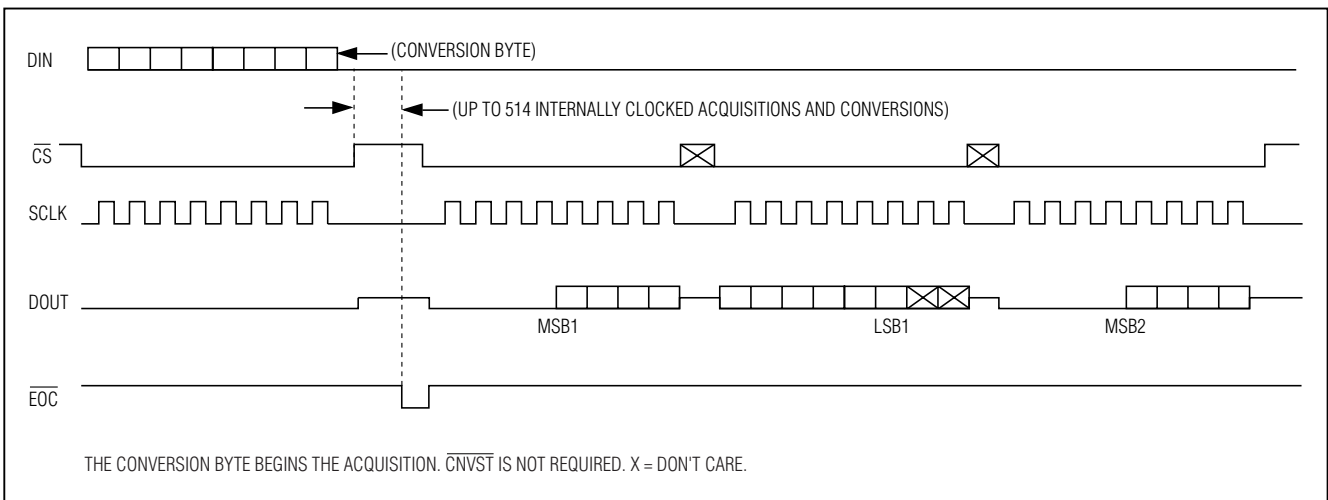 DIN
(CONVERSION BYTE)
(UP TO 514 INTERNALLY CLOCKED ACQUISITIONS AND CONVERSIONS)
CS
SCLK
DOUT
MSB1 LSB1 MSB2
EOC
THE CONVERSION BYTE BEGINS THE ACQUISITION. CNVST IS NOT REQUIRED. X = DON'T CARE.